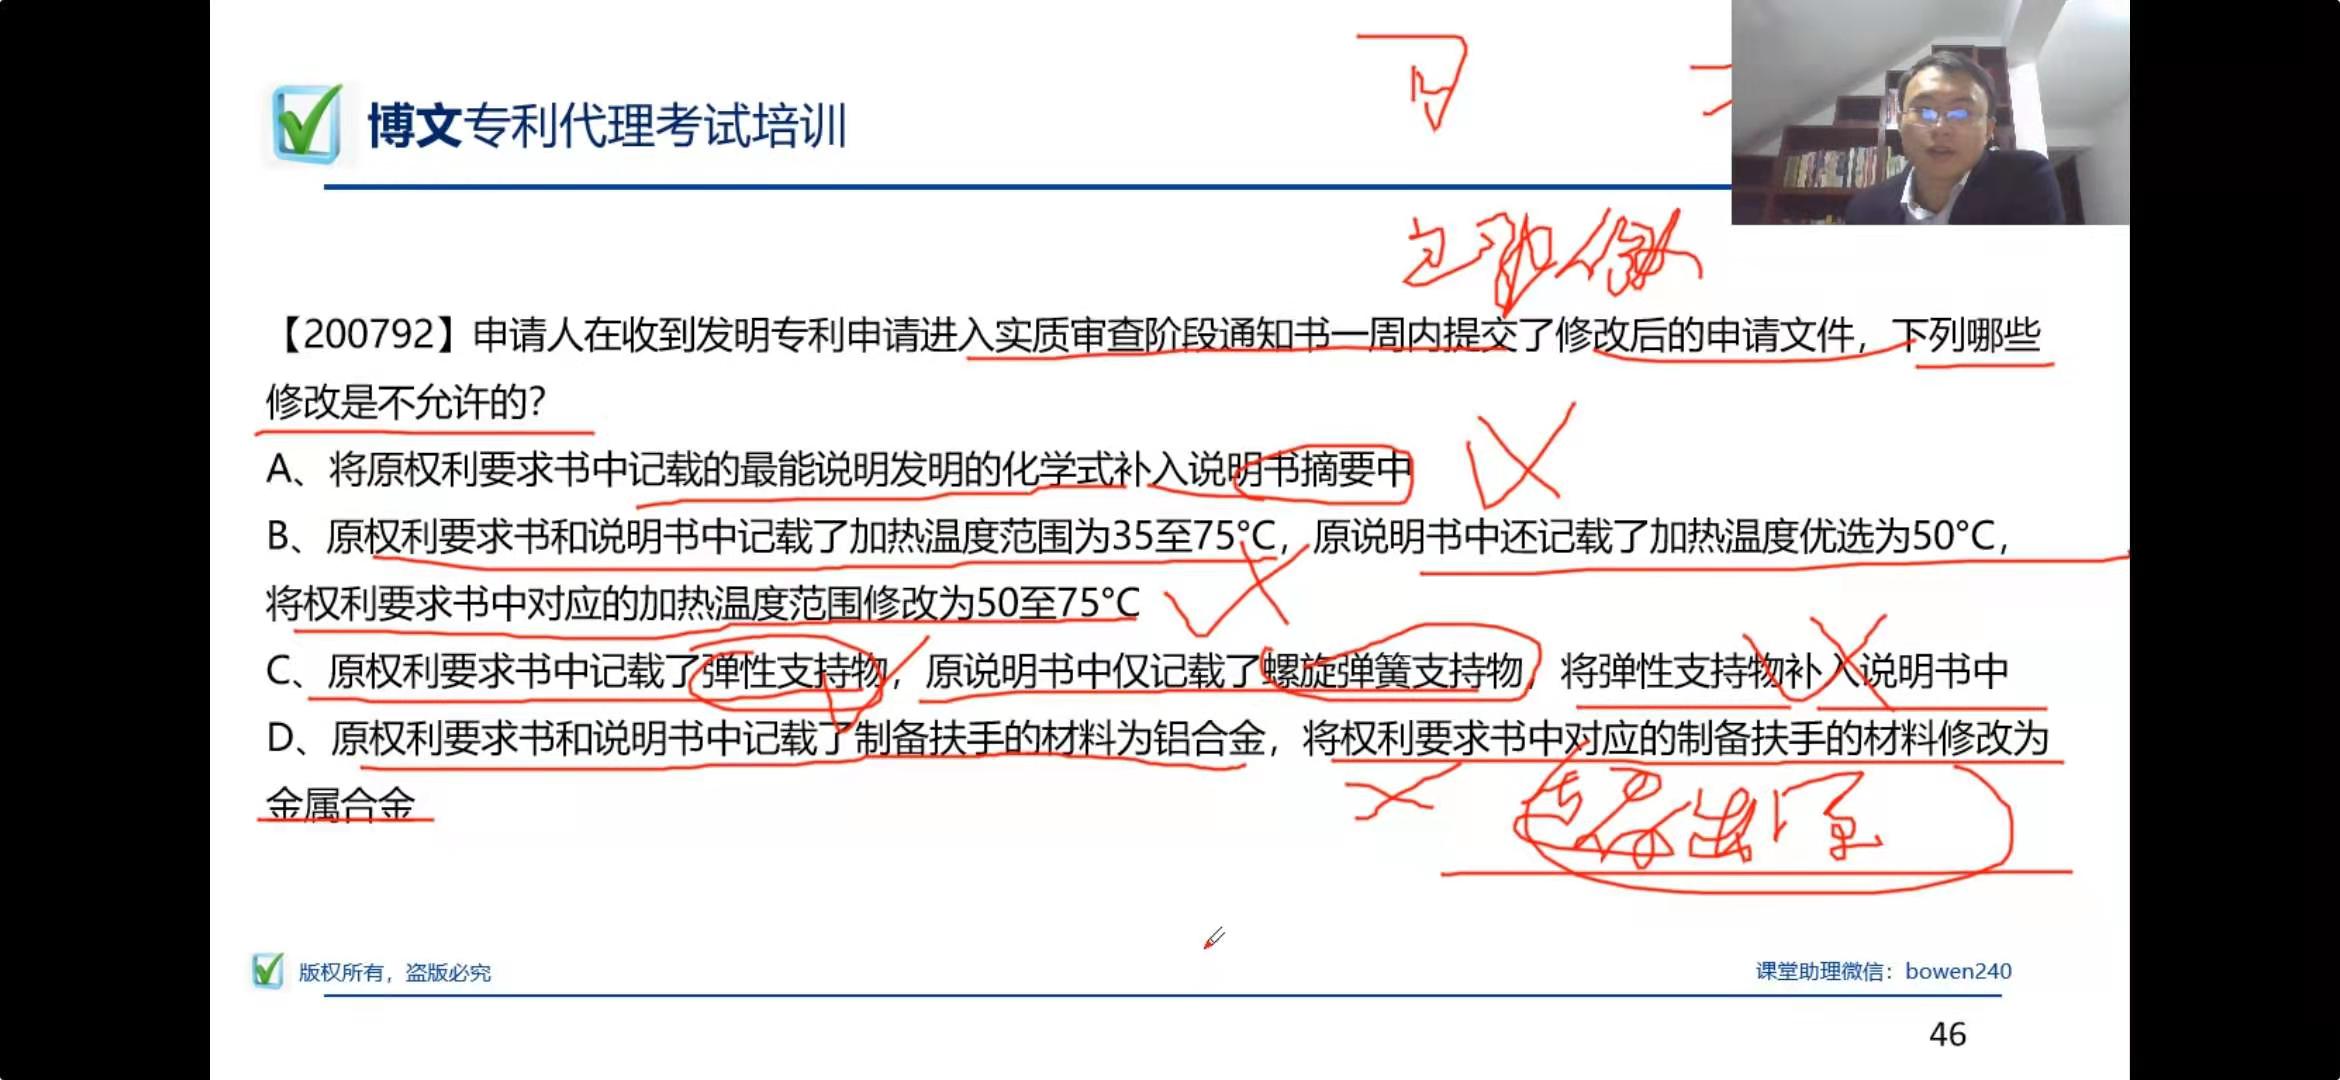 博文专利代理考试培训
【200792】申请人在收到发明专利申请进入实质审查阶段通知书一周内提交了修改后的申请文件，下列哪些
修改是不允许的?
A、将原权利要求书中记载的最能说明发明的化学式补入说明书摘要中
B、原权利要求书和说明书中记载了加热温度范围为35至75°C，原说明书中还记载了加热温度优选为50°C，
将权利要求书中对应的加热温度范围修改为50至75°C
C、原权利要求书中记载了弹性支持物，原说明书中仅记载了螺旋弹簧支持物，将弹性支持物补入说明书中
D、原权利要求书和说明书中记载了制备扶手的材料为铝合金，将权利要求书中对应的制备扶手的材料修改为
金属合金
版权所有，盗版必究
课堂助理微信：bowen240
46